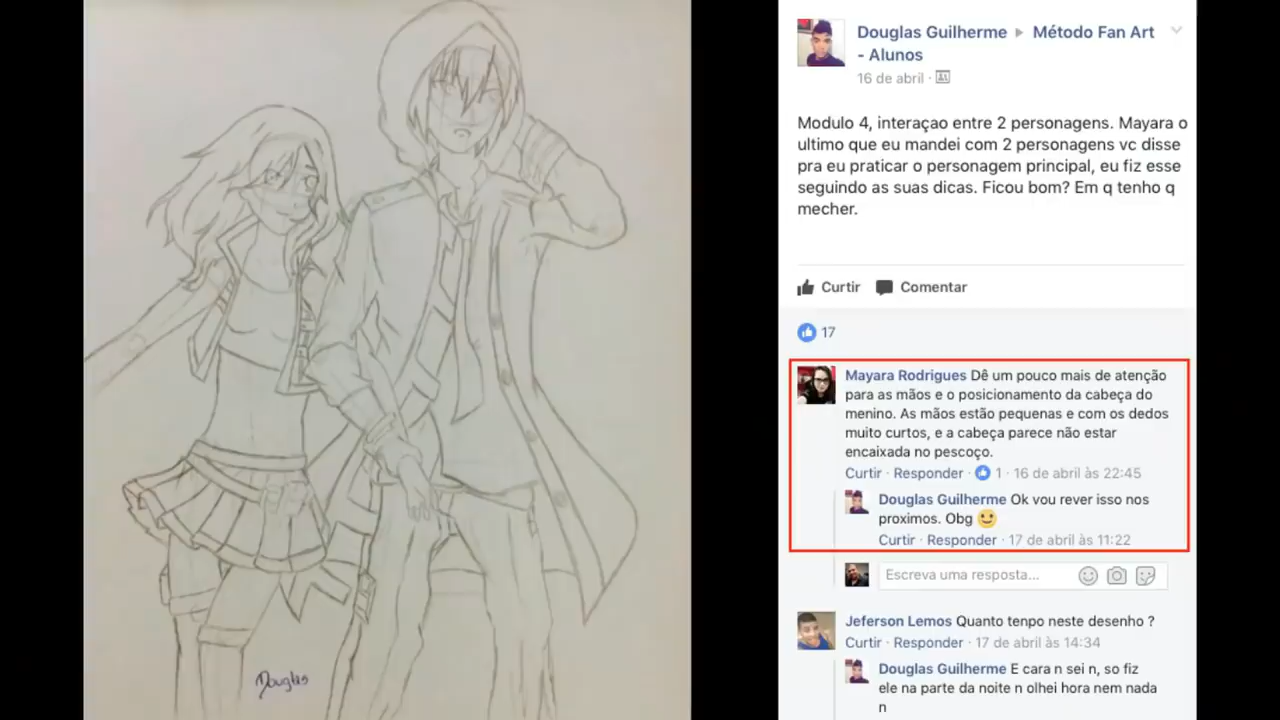 Douglas
Douglas Guilherme ▸ Método Fan Art
- Alunos
16 de abril ·
Modulo 4, interaçao entre 2 personagens. Mayara o
ultimo que eu mandei com 2 personagens vc disse
pra eu praticar o personagem principal, eu fiz esse
seguindo as suas dicas. Ficou bom? Em q tenho q
mecher.
Curtir Comentar
17
Mayara Rodrigues Dê um pouco mais de atenção
para as mãos e o posicionamento da cabeça do
menino. As mãos estão pequenas e com os dedos
muito curtos, e a cabeça parece não estar
encaixada no pescoço.
Curtir · Responder · 1 · 16 de abril às 22:45
Douglas Guilherme Ok vou rever isso nos
proximos. Obg 🙂
Curtir · Responder · 17 de abril às 11:22
Escreva uma resposta...
Jeferson Lemos Quanto tenpo neste desenho ?
Curtir · Responder · 17 de abril às 14:34
Douglas Guilherme E cara n sei n, so fiz
ele na parte da noite n olhei hora nem nada
n